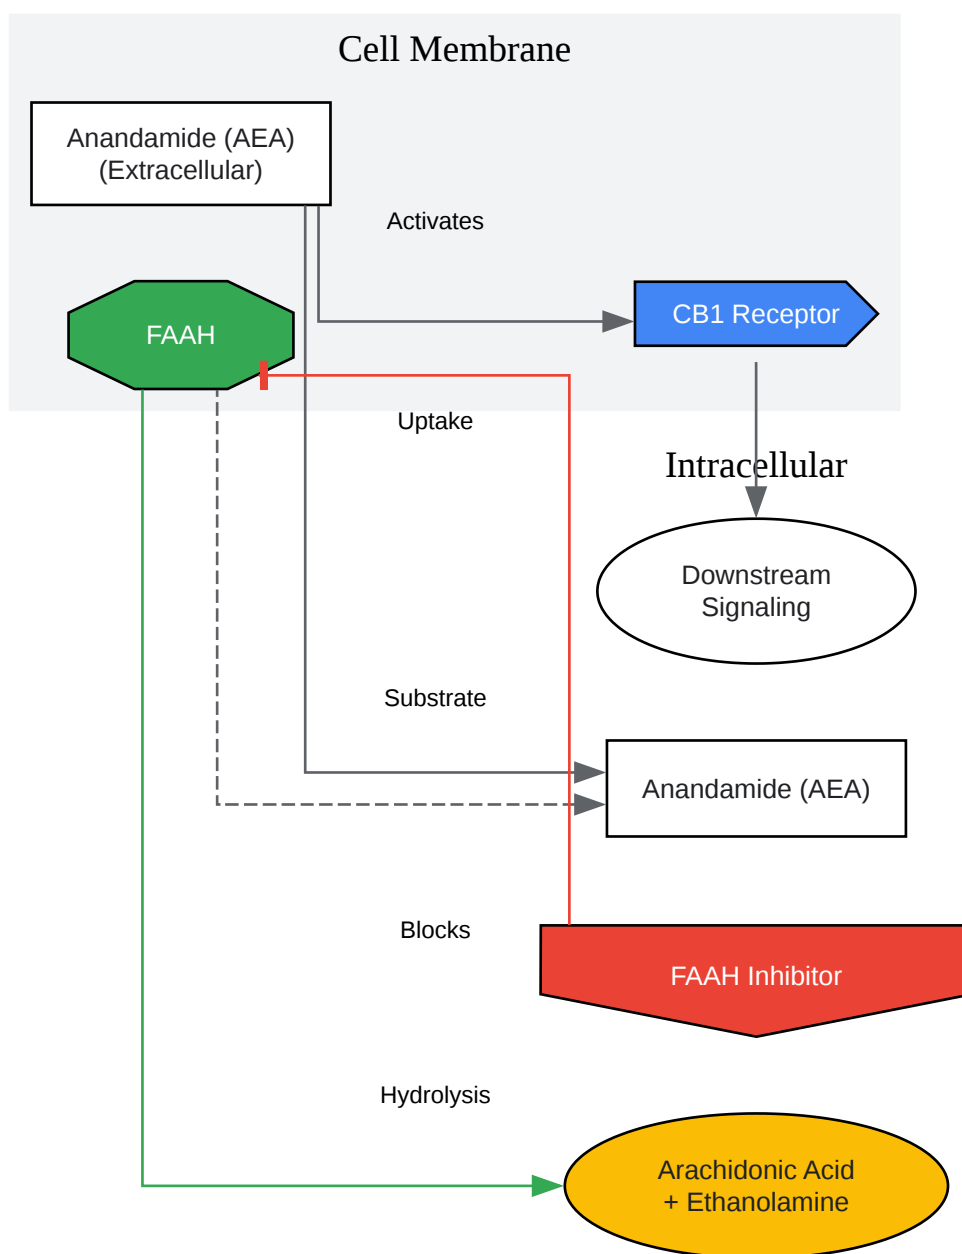 Cell Membrane
Anandamide (AEA)
(Extracellular)
Activates
CB1 Receptor
FAAH
Uptake
Intracellular
Downstream
Signaling
Substrate
Anandamide (AEA)
Blocks
FAAH Inhibitor
Hydrolysis
Arachidonic Acid
+ Ethanolamine